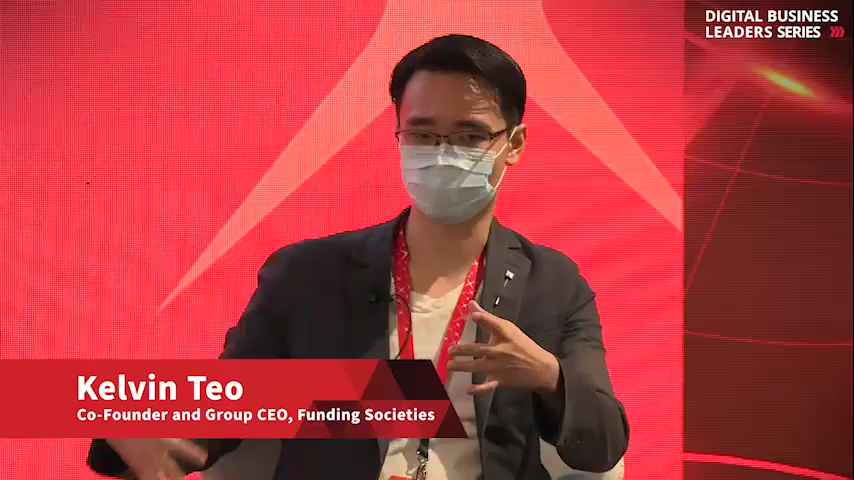 DIGITAL BUSINESS
LEADERS SERIES
Kelvin Teo
Co-Founder and Group CEO, Funding Societies